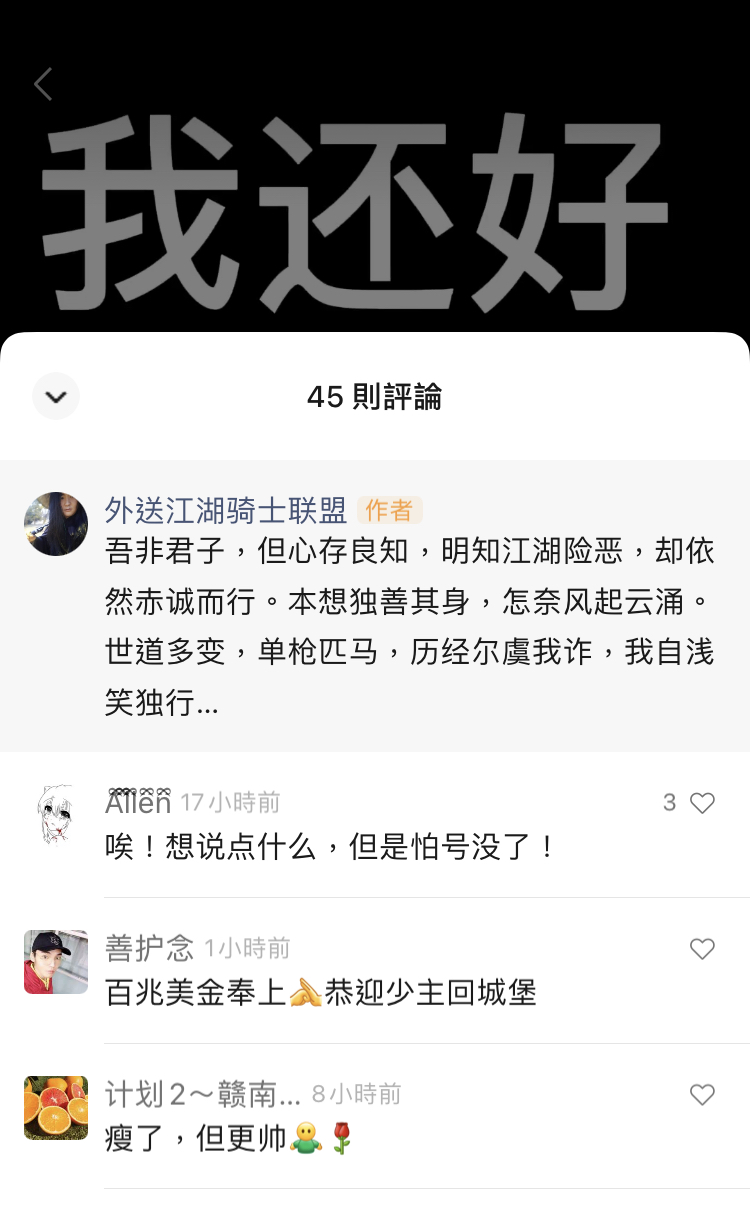 我还好
45 則評論
外送江湖骑士联盟 作者
吾非君子，但心存良知，明知江湖险恶，却依
然赤诚而行。本想独善其身，怎奈风起云涌。
世道多变，单枪匹马，历经尔虞我诈，我自浅
笑独行...
Allen 17小時前 3
唉！想说点什么，但是怕号没了！
善护念 1小時前
百兆美金奉上🫱恭迎少主回城堡
计划2～赣南... 8小時前
瘦了，但更帅